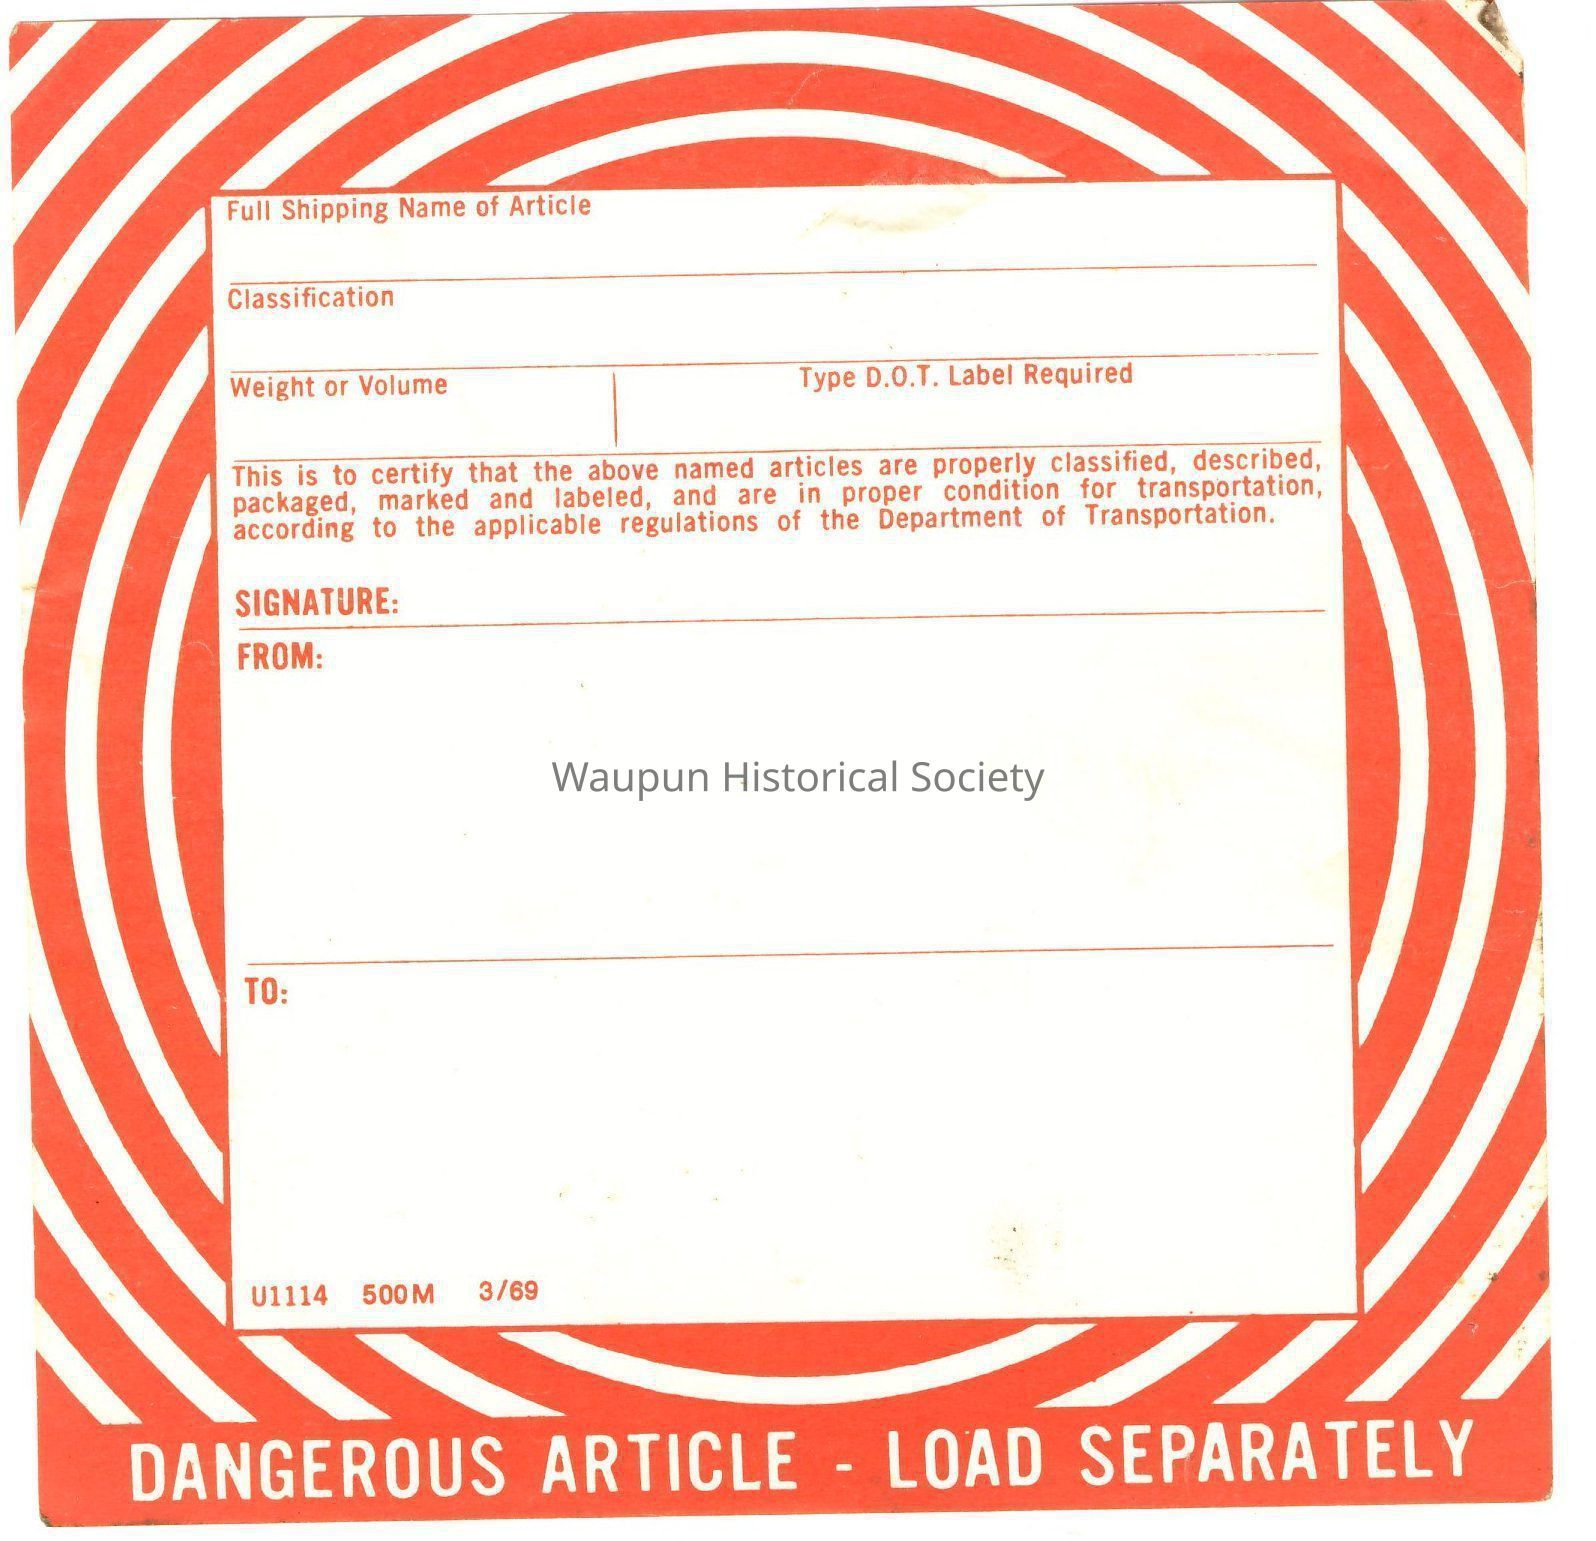 Full Shipping Name of Article
Classification
Weight or Volume
Type D.O.T. Label Required
This is to certify that the above named articles are properly classified, described,
packaged, marked and labeled, and are in proper condition for transportation,
according to the applicable regulations of the Department of Transportation.
SIGNATURE:
FROM:
Waupun Historical Society
TO:
U1114 500M 3/69
DANGEROUS ARTICLE - LOAD SEPARATELY